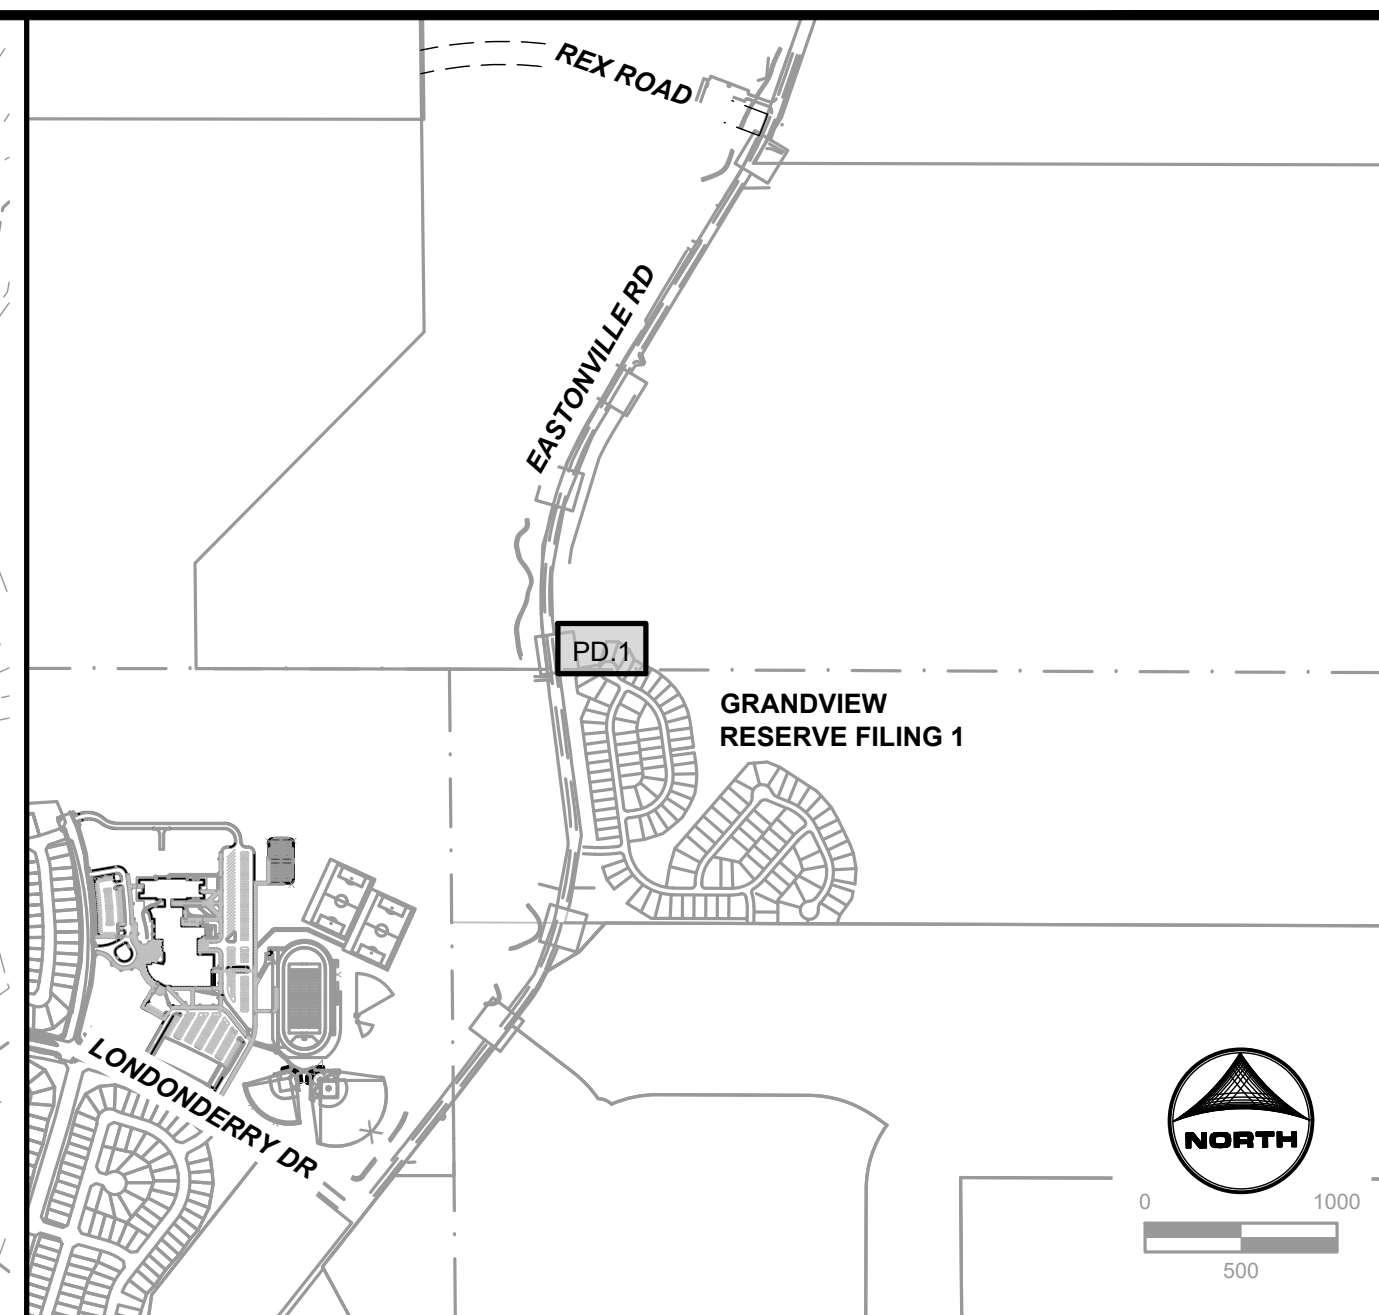 REX ROAD
EASTONVILLE RD
PD.1
GRANDVIEW
RESERVE FILING 1
LONDONDERRY DR
NORTH
0 1000
500